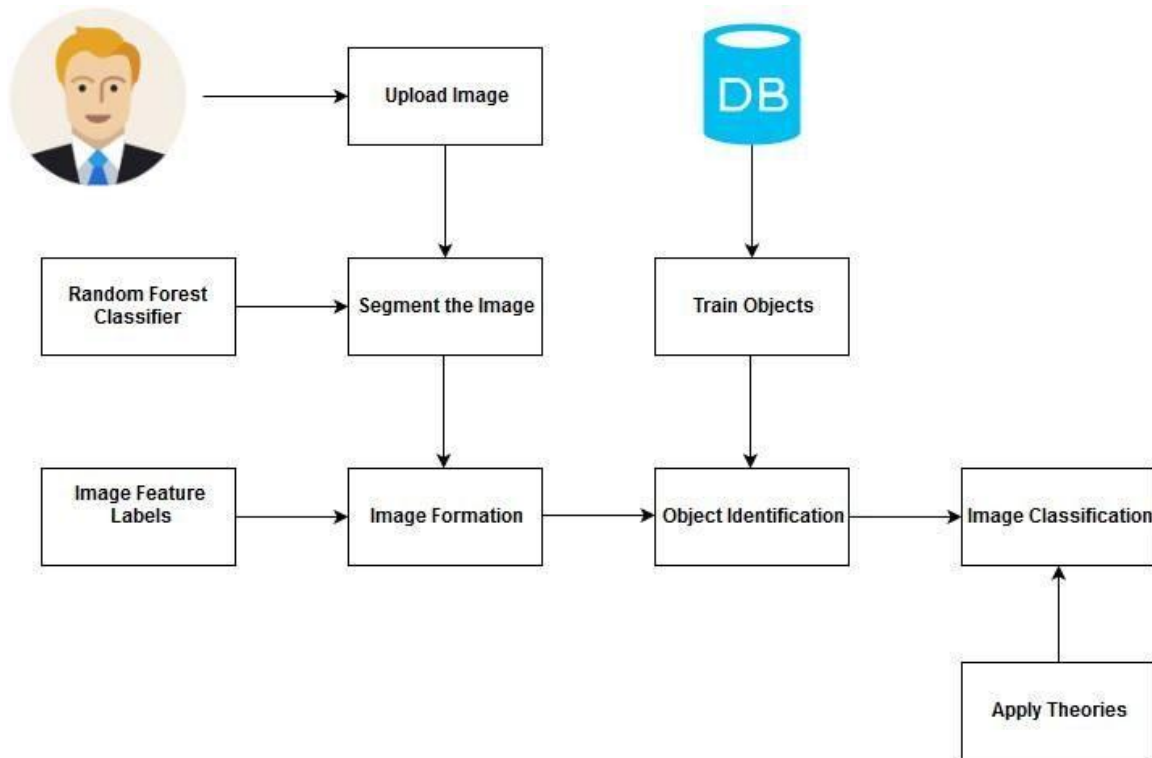 Upload Image
DB
Random Forest
Classifier
Segment the Image
Train Objects
Image Feature
Labels
Image Formation
Object Identification
Image Classification
Apply Theories